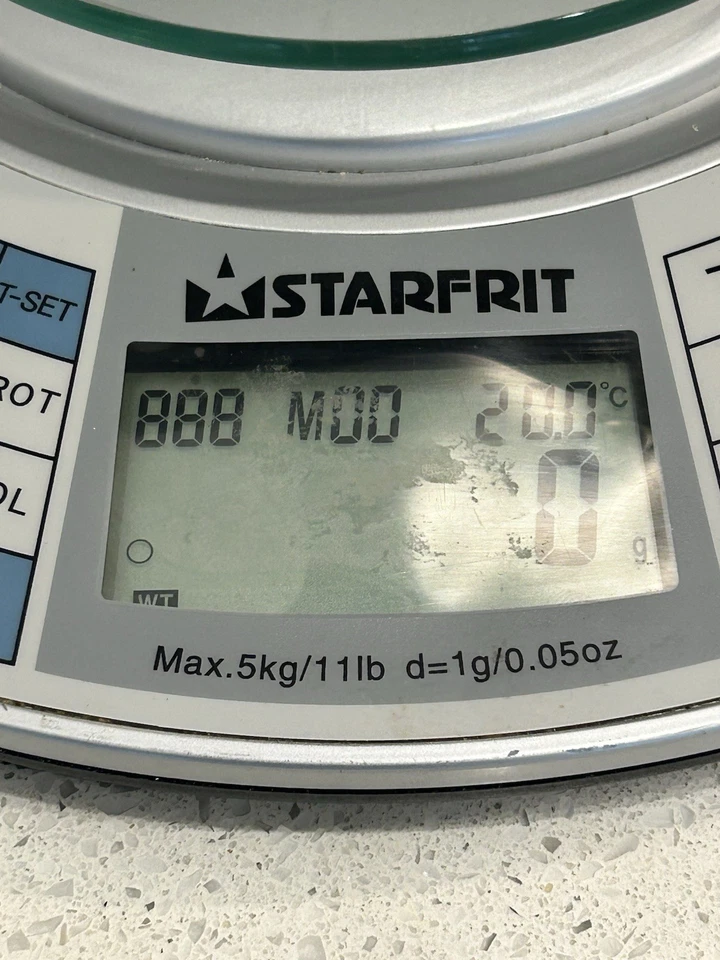 STARFRIT
T-SET
ROT
OL
888 M00 20.0°C
0 g
WT
Max.5kg/11lb d=1g/0.05oz